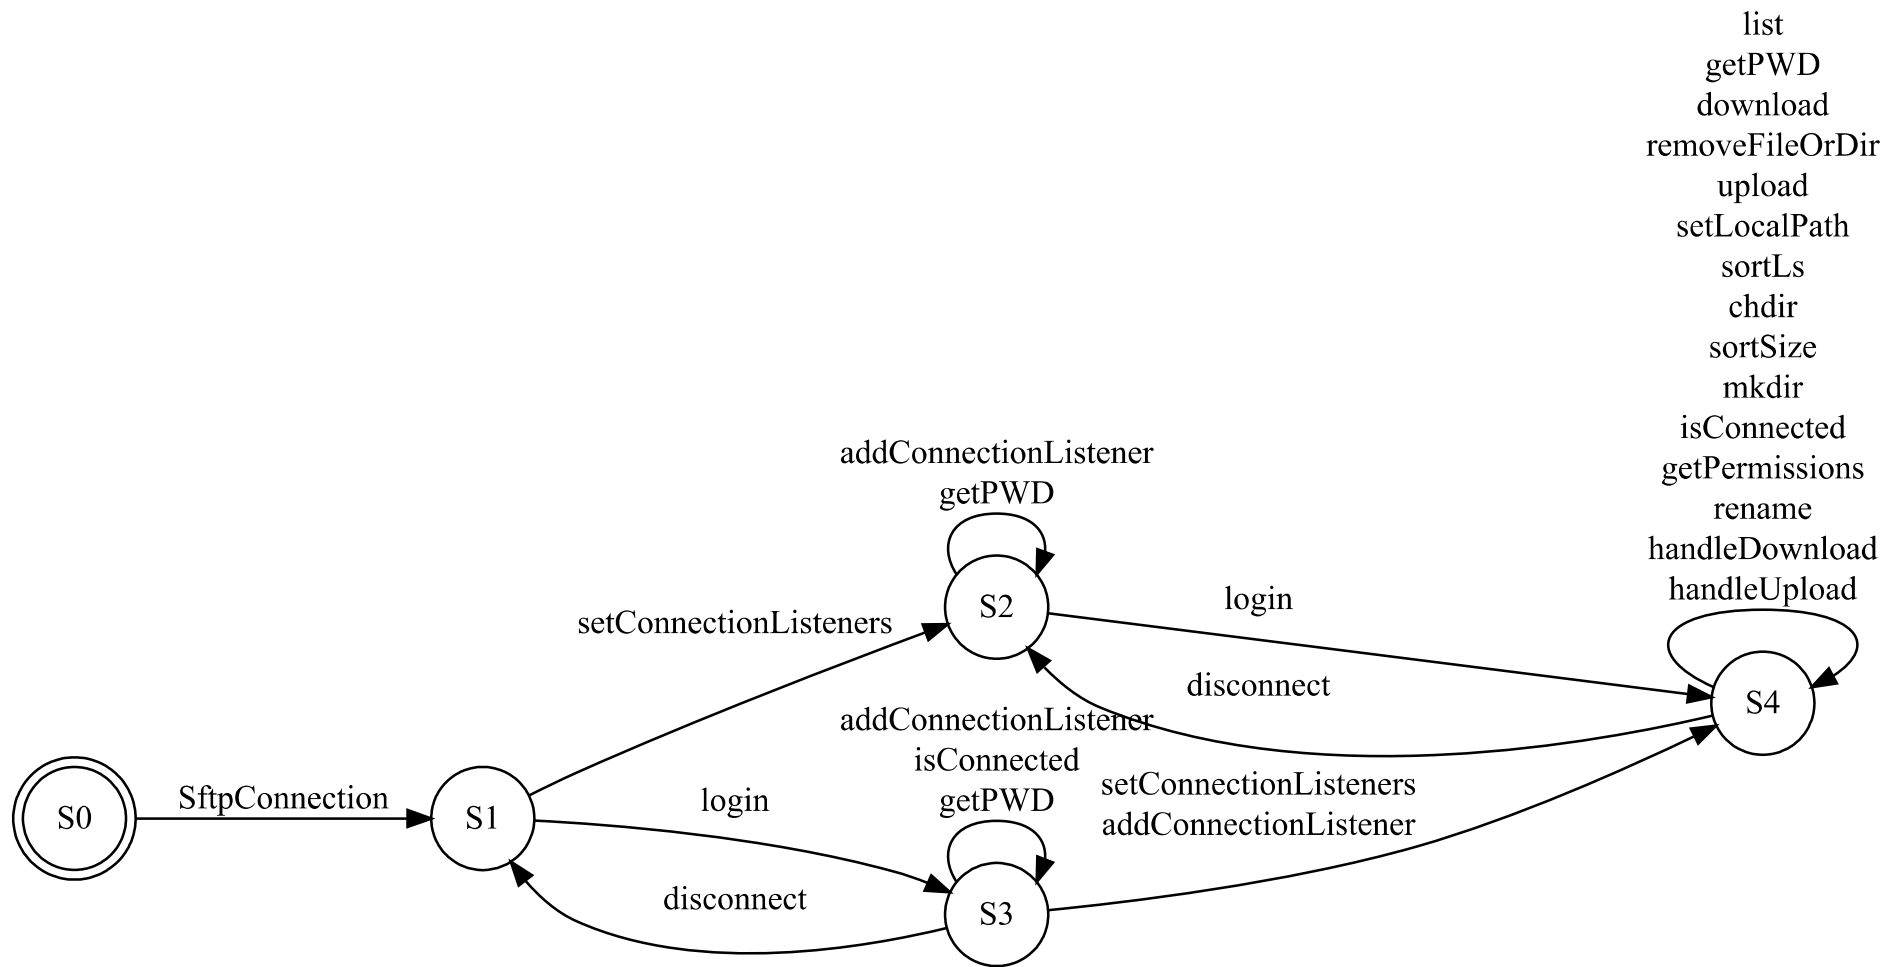 list
getPWD
download
removeFileOrDir
upload
setLocalPath
sortLs
chdir
sortSize
mkdir
isConnected
getPermissions
rename
handleDownload
handleUpload
addConnectionListener
getPWD
setConnectionListeners
S2
login
disconnect
S4
addConnectionListener
isConnected
getPWD
setConnectionListeners
addConnectionListener
S0
SftpConnection
S1
login
disconnect
S3